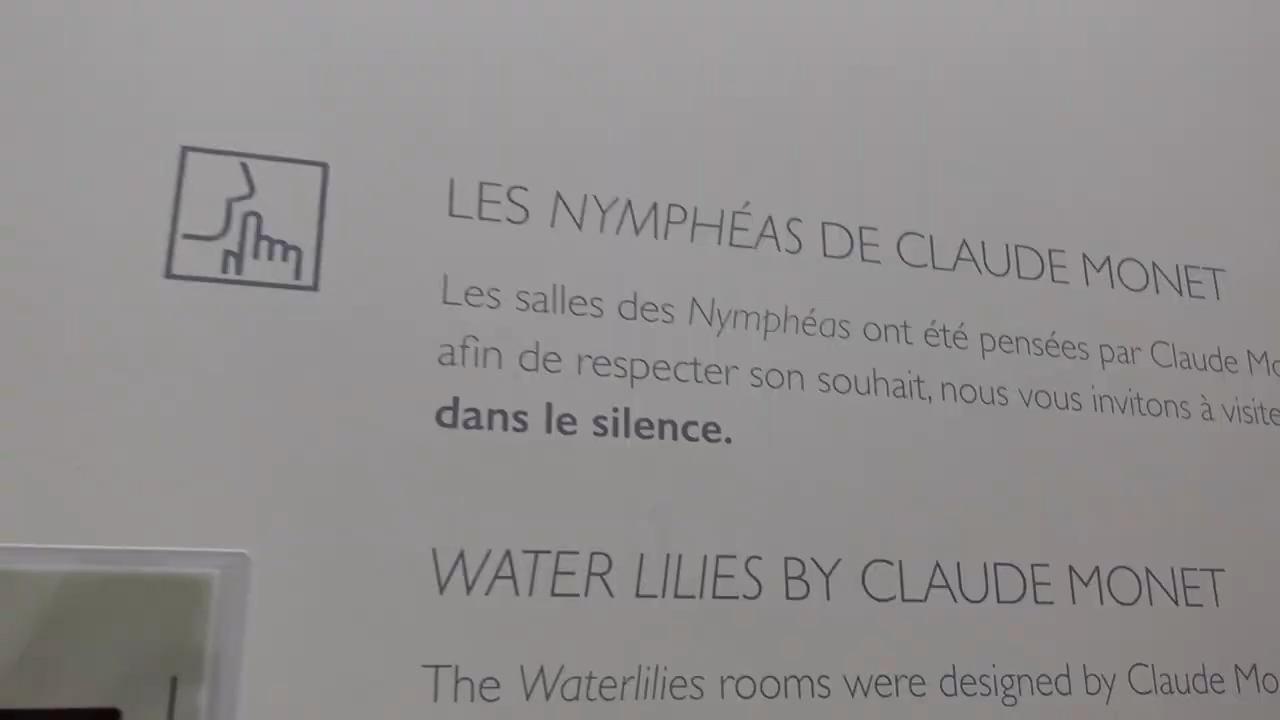 LES NYMPHÉAS DE CLAUDE MONET
Les salles des Nymphéas ont été pensées par Claude
afin de respecter son souhait, nous vous invitons à
dans le silence.
WATER LILIES BY CLAUDE MONET
The Waterlilies rooms were designed by Claude